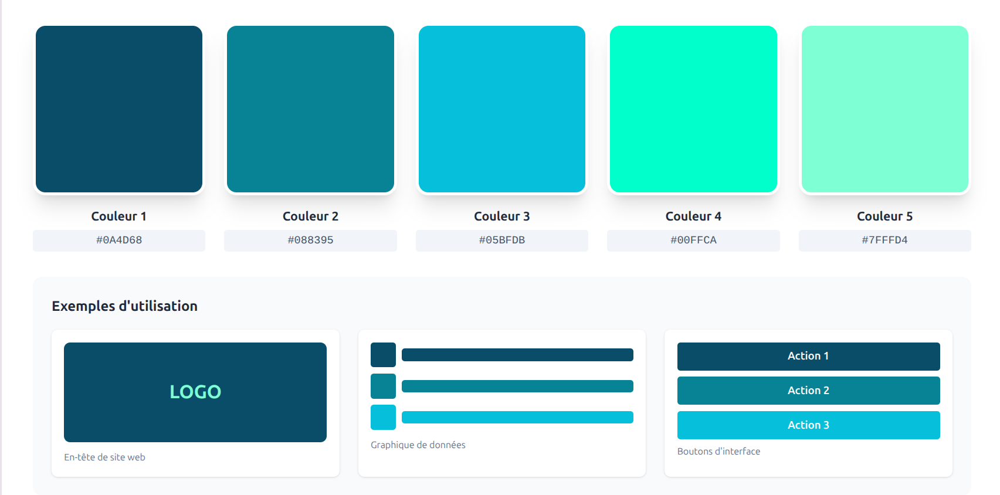 Couleur 1
#0A4D68
Couleur 2
#088395
Couleur 3
#05BFDB
Couleur 4
#00FFCA
Couleur 5
#7FFFD4
Exemples d'utilisation
LOGO
En-tête de site web
Graphique de données
Action 1
Action 2
Action 3
Boutons d'interface